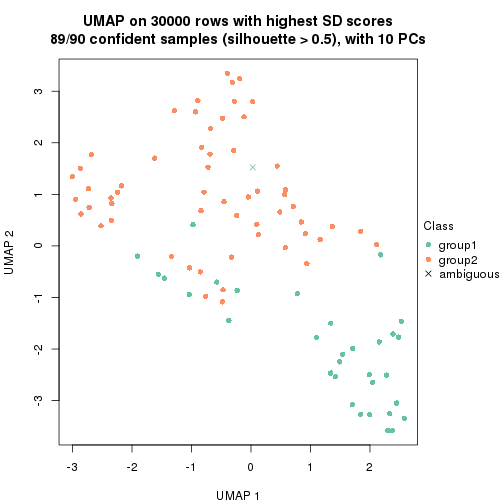 UMAP on 30000 rows with highest SD scores
89/90 confident samples (silhouette > 0.5), with 10 PCs
3
2
1
0
-1
-2
-3
UMAP 2
Class
group1
group2
ambiguous
-3 -2 -1 0 1 2
UMAP 1